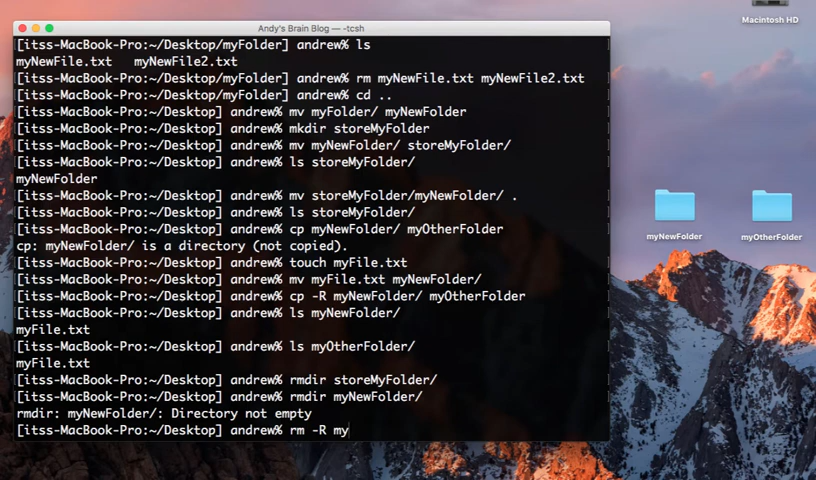 Macintosh HD
Andy's Brain Blog — -tcsh
[itss-MacBook-Pro:~/Desktop/myFolder] andrew% ls
myNewFile.txt   myNewFile2.txt
[itss-MacBook-Pro:~/Desktop/myFolder] andrew% rm myNewFile.txt myNewFile2.txt
[itss-MacBook-Pro:~/Desktop/myFolder] andrew% cd ..
[itss-MacBook-Pro:~/Desktop] andrew% mv myFolder/ myNewFolder
[itss-MacBook-Pro:~/Desktop] andrew% mkdir storeMyFolder
[itss-MacBook-Pro:~/Desktop] andrew% mv myNewFolder/ storeMyFolder/
[itss-MacBook-Pro:~/Desktop] andrew% ls storeMyFolder/
myNewFolder
[itss-MacBook-Pro:~/Desktop] andrew% mv storeMyFolder/myNewFolder/ .
[itss-MacBook-Pro:~/Desktop] andrew% ls storeMyFolder/
[itss-MacBook-Pro:~/Desktop] andrew% cp myNewFolder/ myOtherFolder
cp: myNewFolder/ is a directory (not copied).
[itss-MacBook-Pro:~/Desktop] andrew% touch myFile.txt
[itss-MacBook-Pro:~/Desktop] andrew% mv myFile.txt myNewFolder/
[itss-MacBook-Pro:~/Desktop] andrew% cp -R myNewFolder/ myOtherFolder
[itss-MacBook-Pro:~/Desktop] andrew% ls myNewFolder/
myFile.txt
[itss-MacBook-Pro:~/Desktop] andrew% ls myOtherFolder/
myFile.txt
[itss-MacBook-Pro:~/Desktop] andrew% rmdir storeMyFolder/
[itss-MacBook-Pro:~/Desktop] andrew% rmdir myNewFolder/
rmdir: myNewFolder/: Directory not empty
[itss-MacBook-Pro:~/Desktop] andrew% rm -R my
myNewFolder
myOtherFolder